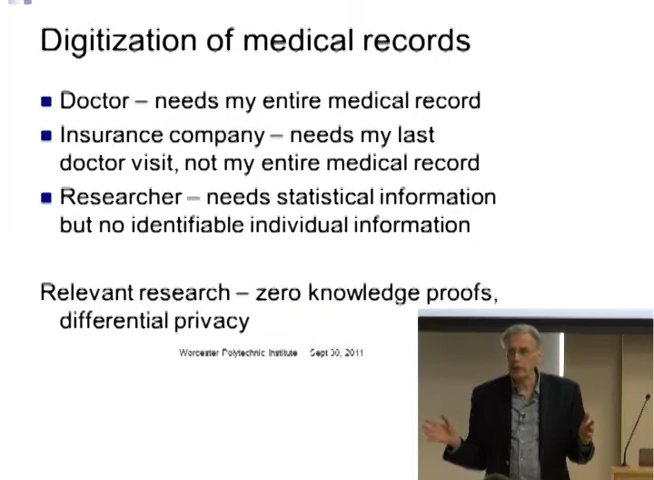 Digitization of medical records
Doctor – needs my entire medical record
Insurance company – needs my last
doctor visit, not my entire medical record
Researcher – needs statistical information
but no identifiable individual information
Relevant research – zero knowledge proofs,
differential privacy
Worcester Polytechnic Institute Sept 30, 2011